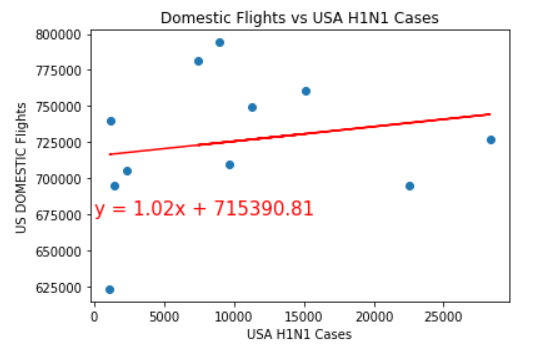 Domestic Flights vs USA H1N1 Cases
800000
775000
750000
725000
700000
675000
650000
625000
US DOMESTIC Flights
y = 1.02x + 715390.81
0 5000 10000 15000 20000 25000
USA H1N1 Cases